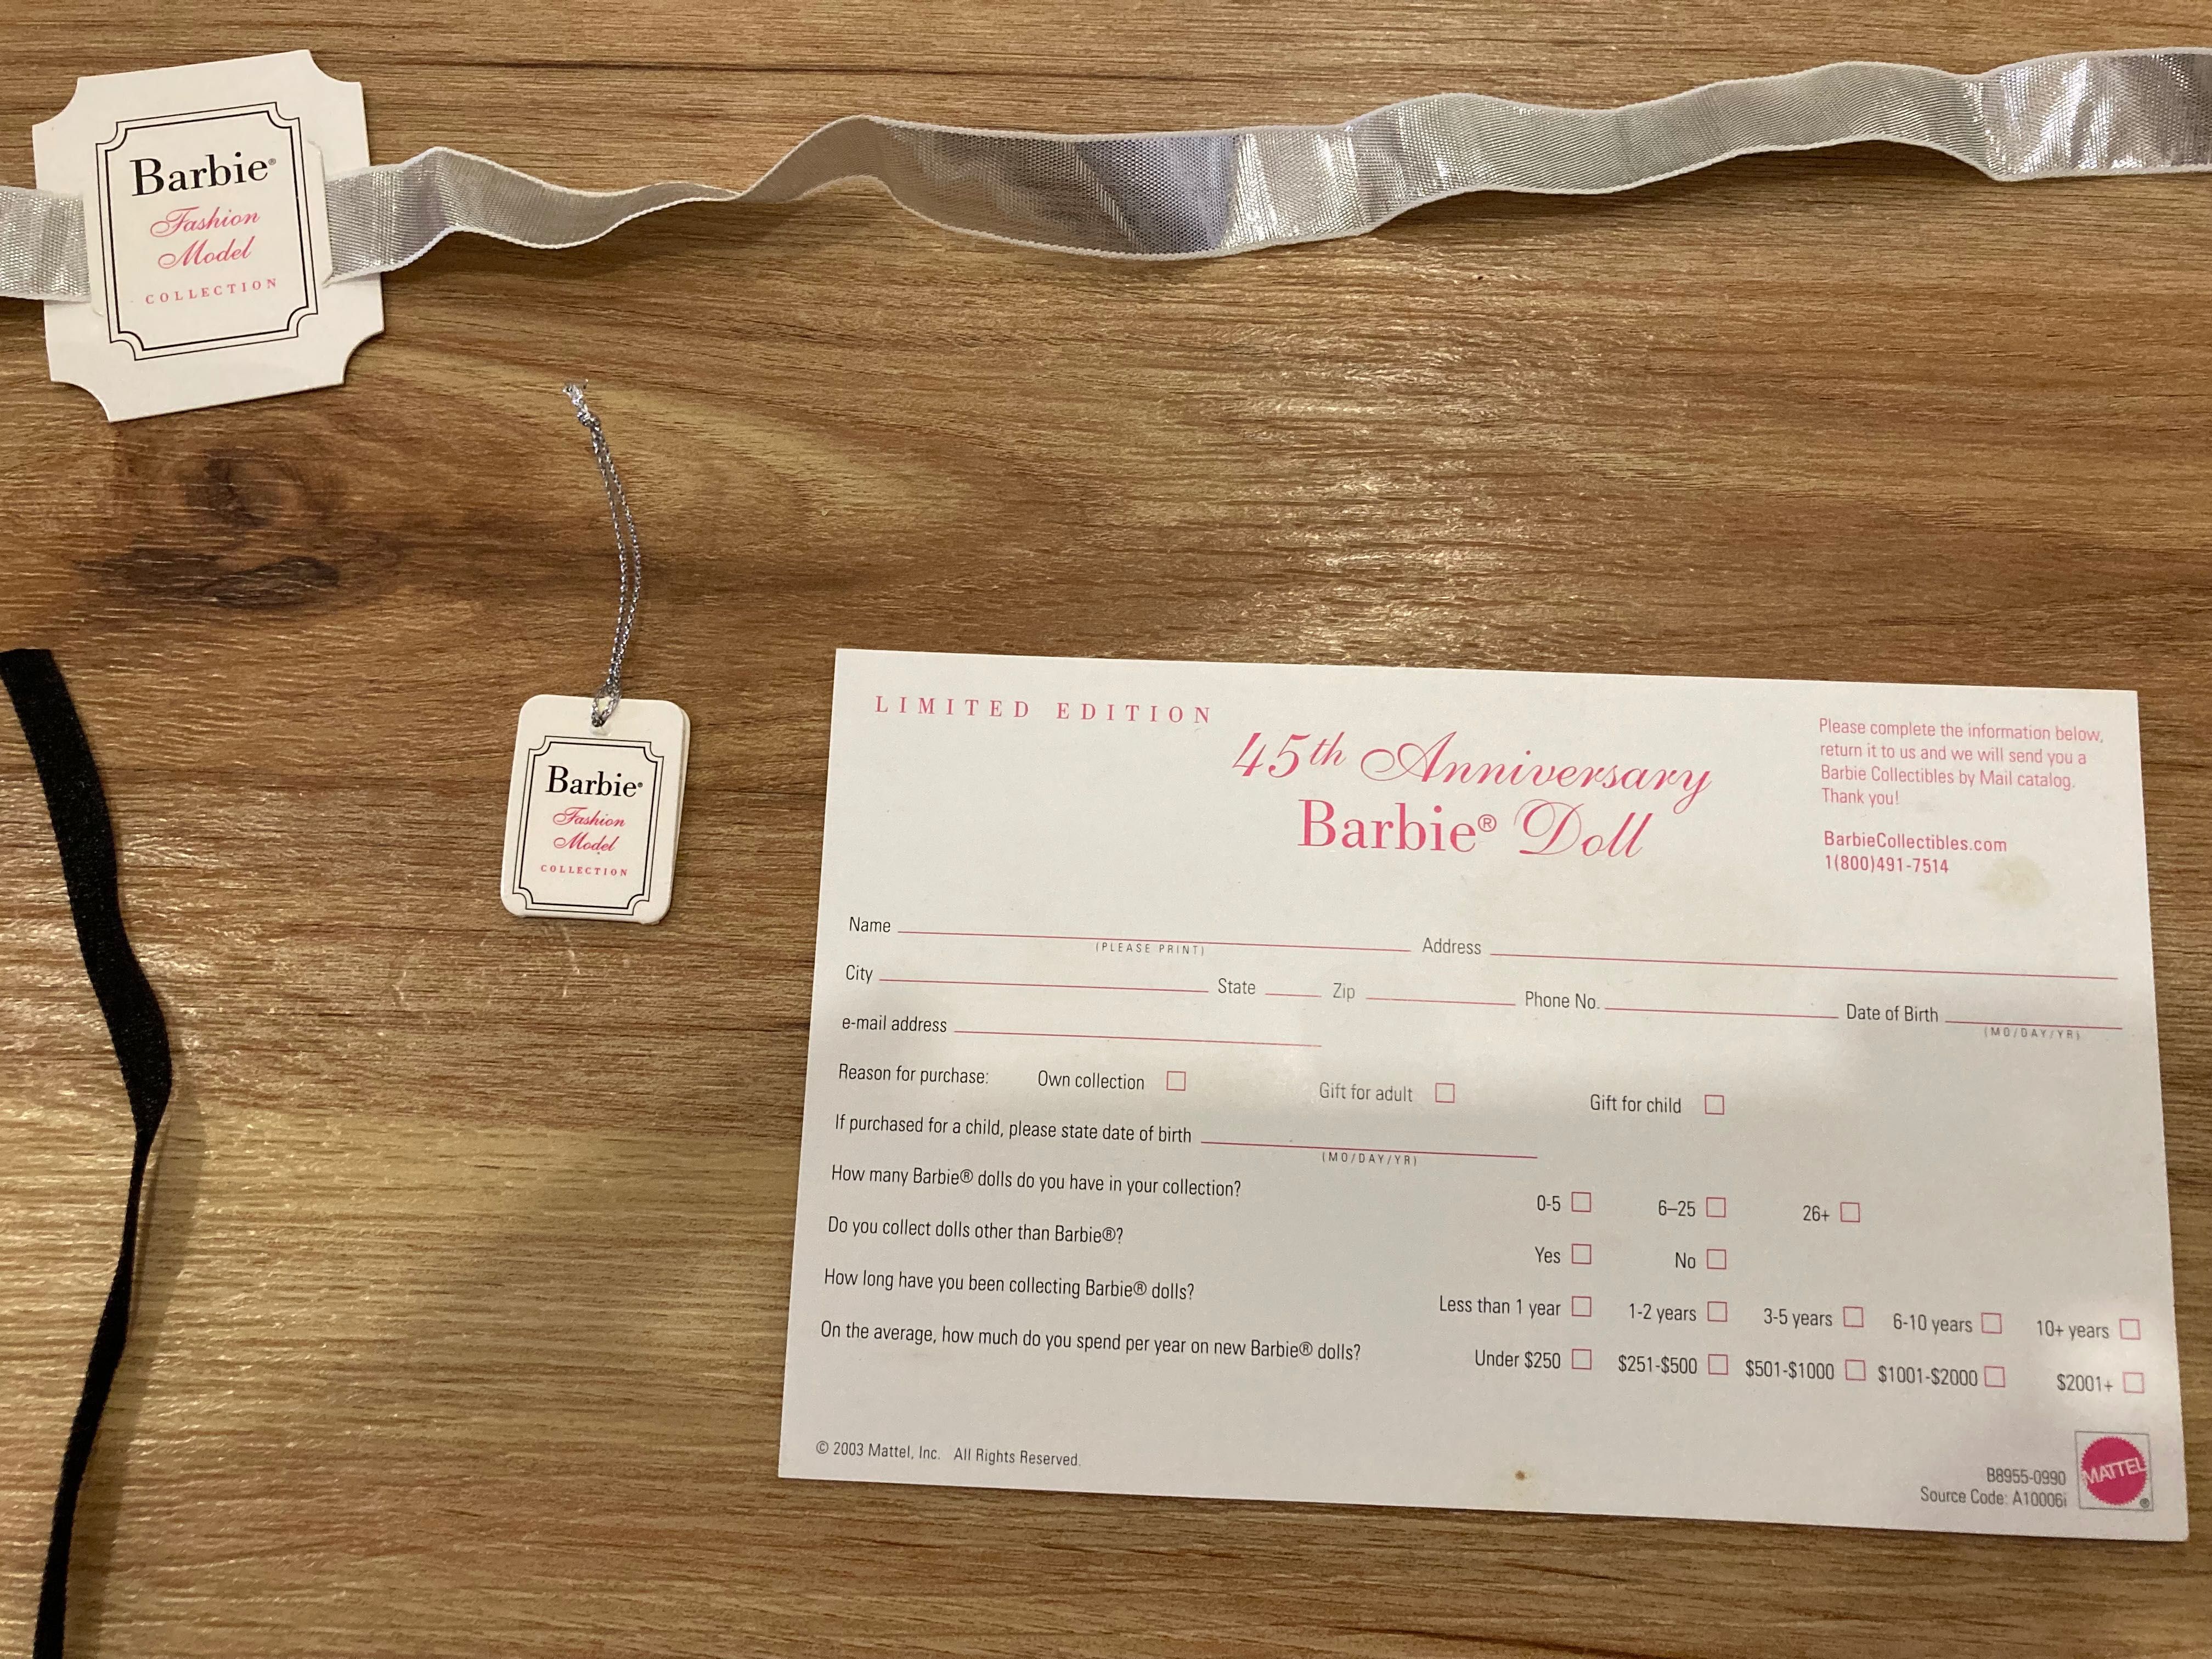 Barbie®
Fashion
Model
COLLECTION
Barbie®
Fashion
Model
COLLECTION
LIMITED EDITION
45th Anniversary
Barbie® Doll
Please complete the information below,
return it to us and we will send you a
Barbie Collectibles by Mail catalog.
Thank you!
BarbieCollectibles.com
1(800)491-7514
Name Address
(PLEASE PRINT)
City State Zip Phone No. Date of Birth
(MO/DAY/YR)
e-mail address
Reason for purchase: Own collection Gift for adult Gift for child
If purchased for a child, please state date of birth
(MO/DAY/YR)
How many Barbie® dolls do you have in your collection? 0-5 6–25 26+
Do you collect dolls other than Barbie®? Yes No
How long have you been collecting Barbie® dolls? Less than 1 year 1-2 years 3-5 years 6-10 years 10+ years
On the average, how much do you spend per year on new Barbie® dolls? Under $250 $251-$500 $501-$1000 $1001-$2000 $2001+
© 2003 Mattel, Inc. All Rights Reserved.
B8955-0990
Source Code: A10006i
MATTEL®